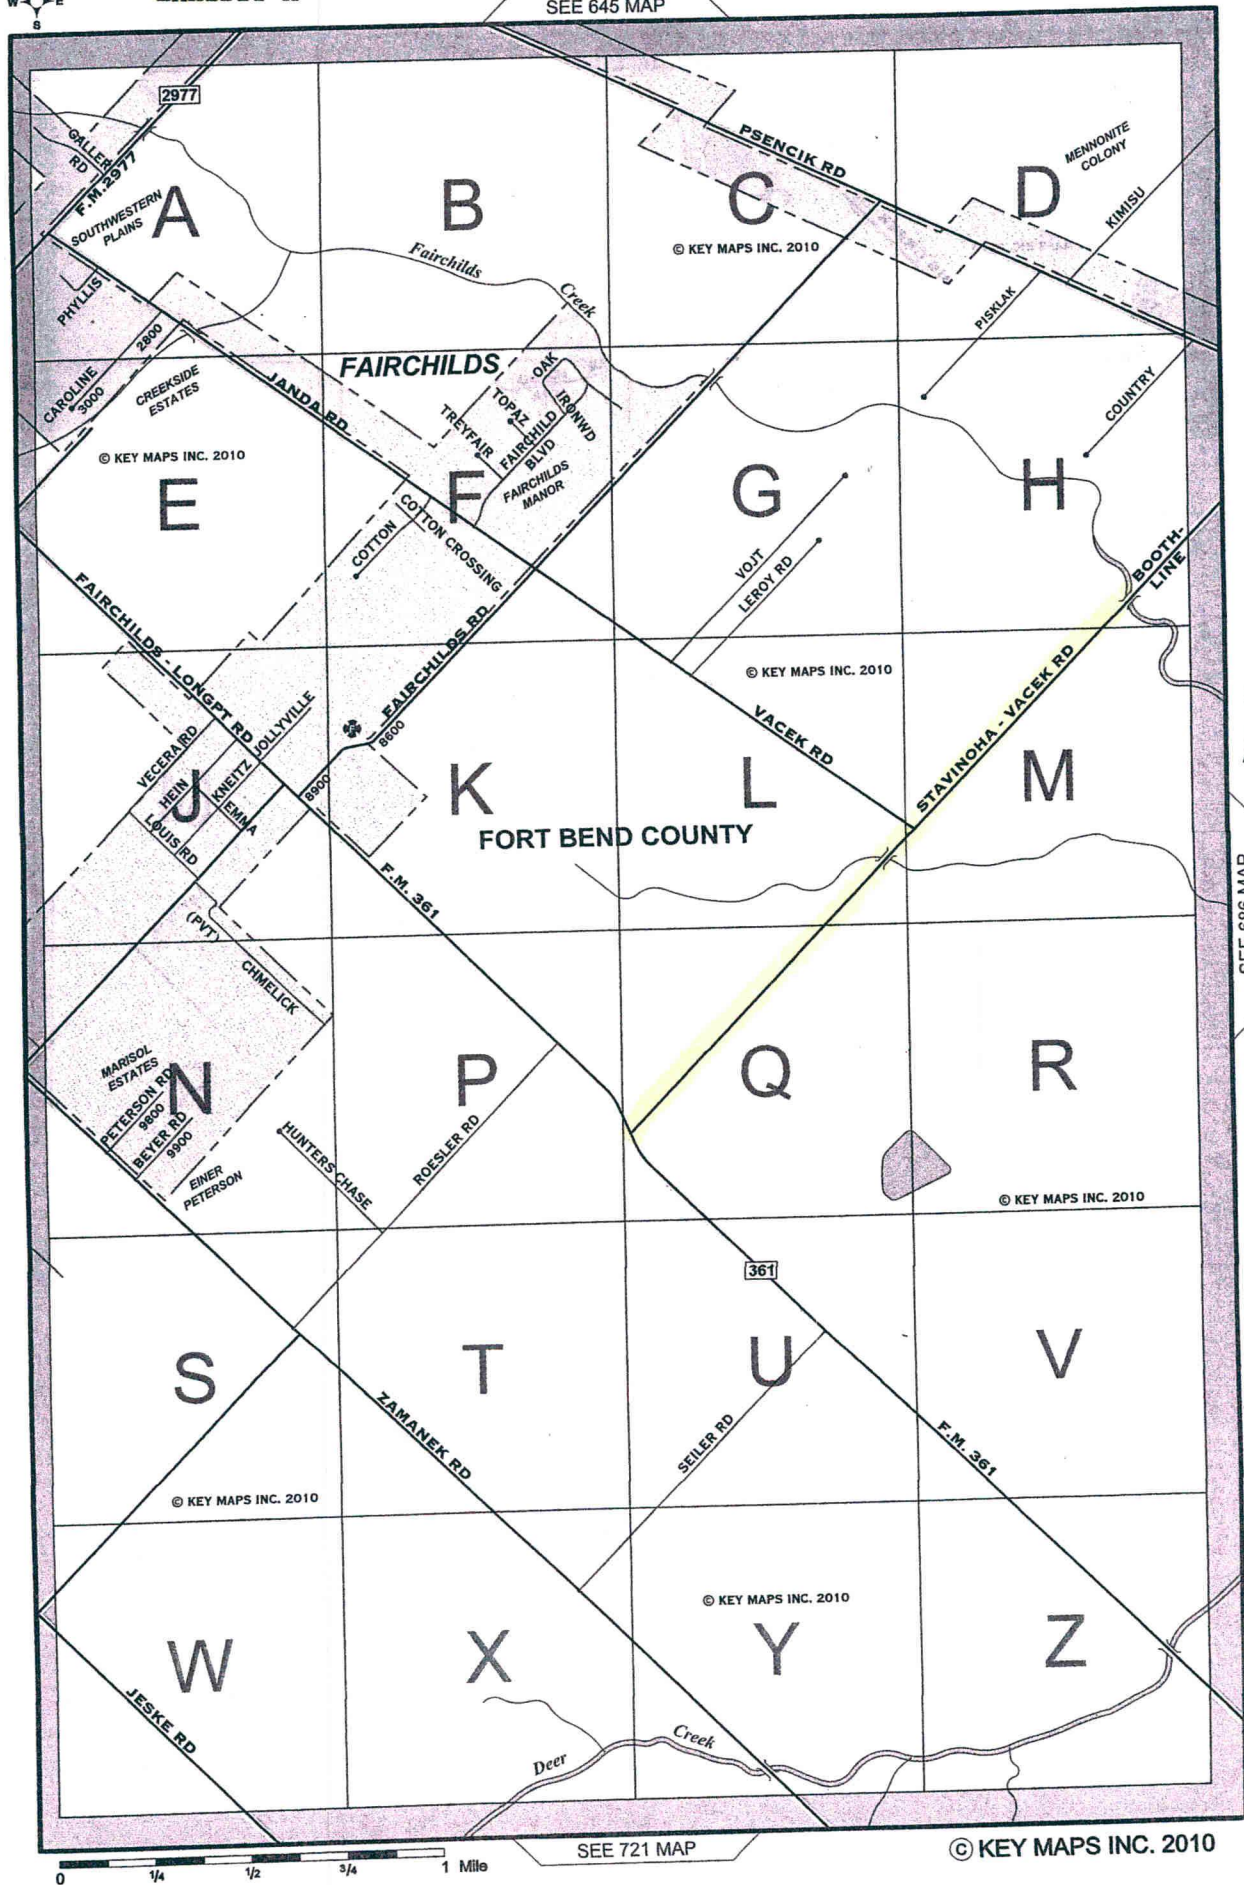 W E
S
SEE 645 MAP
2977
GALLER
RD
F.M. 2977
SOUTHWESTERN
PLAINS
A
B
C
D
PSENCIK RD
MENNONITE
COLONY
KIMISU
© KEY MAPS INC. 2010
Fairchilds
Creek
PHYLLIS
PISKLAK
2800
CAROLINE
3000
CREEKSIDE
ESTATES
JANDA RD
FAIRCHILDS
OAK
IRONWD
TOPAZ
TREYFAIR
FAIRCHILD
BLVD
FAIRCHILDS
MANOR
COUNTRY
© KEY MAPS INC. 2010
E
F
G
H
COTTON
COTTON CROSSING
VOJT
LEROY RD
BOOTH-
LINE
FAIRCHILDS - LONGPT RD
FAIRCHILDS RD
8600
© KEY MAPS INC. 2010
VACEK RD
STAVINOHA - VACEK RD
VECERA RD
JOLLYVILLE
HEIN
KNEITZ
EMMA
LOUIS RD
8900
J
K
L
M
FORT BEND COUNTY
F.M. 361
(PVT)
CHMELICK
SEE 686 MAP
MARISOL
ESTATES
PETERSON RD
9800
BEYER RD
9900
EINER
PETERSON
N
P
Q
R
HUNTERS CHASE
ROESLER RD
© KEY MAPS INC. 2010
361
S
T
U
V
ZAMANEK RD
SEILER RD
F.M. 361
© KEY MAPS INC. 2010
© KEY MAPS INC. 2010
W
X
Y
Z
JESKE RD
Deer
Creek
SEE 721 MAP
© KEY MAPS INC. 2010
0 1/4 1/2 3/4 1 Mile